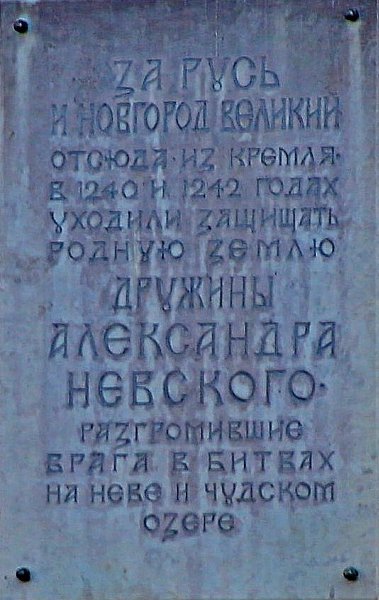 ЗА РУСЬ
И НОВГОРОД ВЕЛИКИЙ
ОТСЮДА·ИЗ КРЕМЛЯ·
В 1240 И 1242 ГОДАХ
УХОДИЛИ ЗАЩИЩАТЬ
РОДНУЮ ЗЕМЛЮ
ДРУЖИНЫ
АЛЕКСАНДРА
НЕВСКОГО·
РАЗГРОМИВШИЕ
ВРАГА В БИТВАХ
НА НЕВЕ И ЧУДСКОМ
ОЗЕРЕ